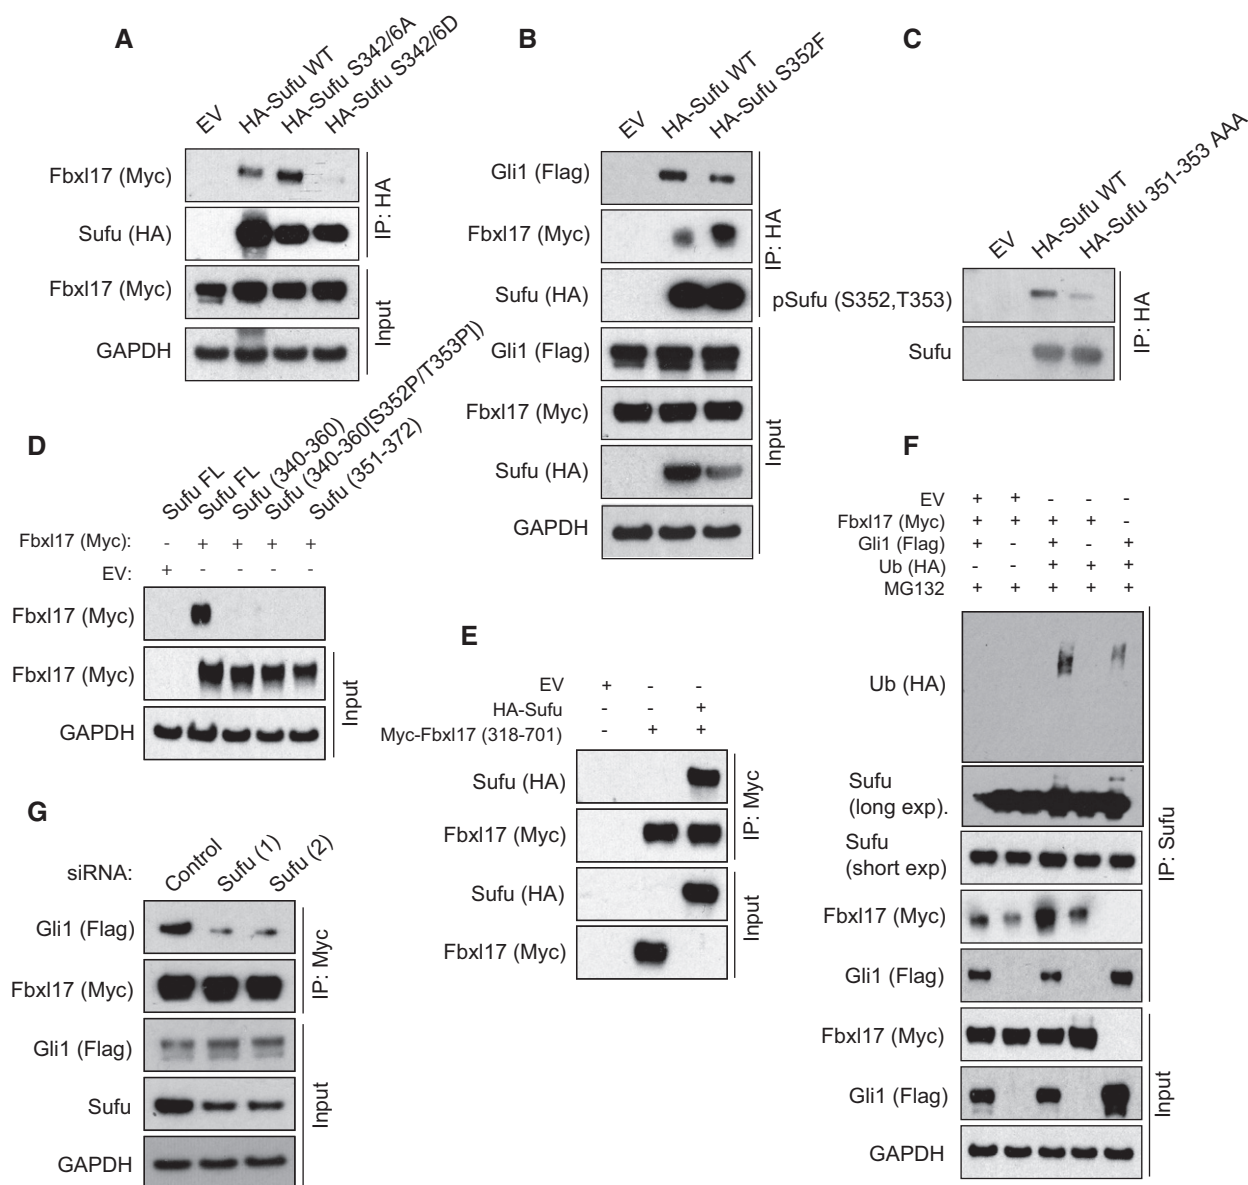 A
EV
HA-Sufu WT
HA-Sufu S342/6A
HA-Sufu S342/6D
Fbxl17 (Myc)
Sufu (HA)
IP: HA
Fbxl17 (Myc)
GAPDH
Input
B
EV
HA-Sufu WT
HA-Sufu S352F
Gli1 (Flag)
Fbxl17 (Myc)
Sufu (HA)
IP: HA
Gli1 (Flag)
Fbxl17 (Myc)
Sufu (HA)
GAPDH
Input
C
EV
HA-Sufu WT
HA-Sufu 351-353 AAA
pSufu (S352,T353)
Sufu
IP: HA
D
Sufu FL
Sufu FL
Sufu (340-360)
Sufu (340-360[S352P/T353P])
Sufu (351-372)
Fbxl17 (Myc): - + + + +
EV: + - - - -
Fbxl17 (Myc)
Fbxl17 (Myc)
GAPDH
Input
E
EV + - -
HA-Sufu - - +
Myc-Fbxl17 (318-701) - + +
Sufu (HA)
Fbxl17 (Myc)
IP: Myc
Sufu (HA)
Fbxl17 (Myc)
Input
F
EV + + - - -
Fbxl17 (Myc) + + + + -
Gli1 (Flag) + - + - +
Ub (HA) - - + + +
MG132 + + + + +
Ub (HA)
Sufu
(long exp).
Sufu
(short exp)
Fbxl17 (Myc)
Gli1 (Flag)
IP: Sufu
Fbxl17 (Myc)
Gli1 (Flag)
GAPDH
Input
G
siRNA:
Control
Sufu (1)
Sufu (2)
Gli1 (Flag)
Fbxl17 (Myc)
IP: Myc
Gli1 (Flag)
Sufu
GAPDH
Input